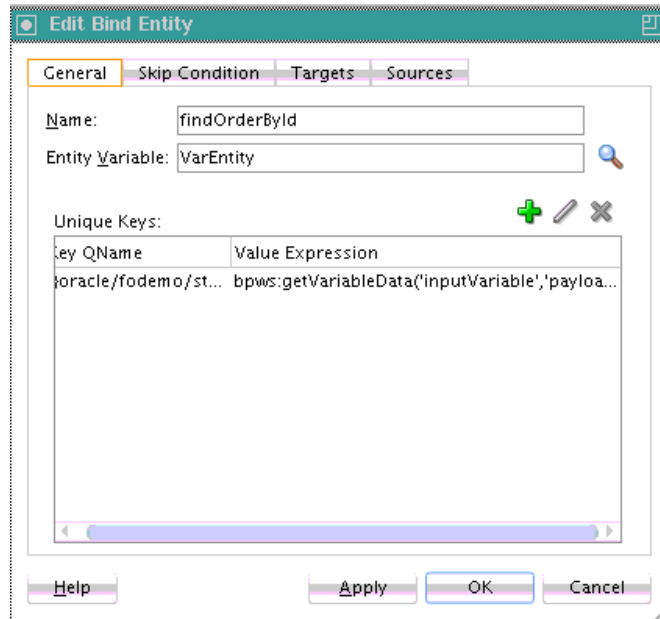 Edit Bind Entity
General Skip Condition Targets Sources
Name: findOrderById
Entity Variable: VarEntity
Unique Keys:
Key QName Value Expression
}oracle/fodemo/st... bpws:getVariableData('inputVariable','payloa...
Help Apply OK Cancel